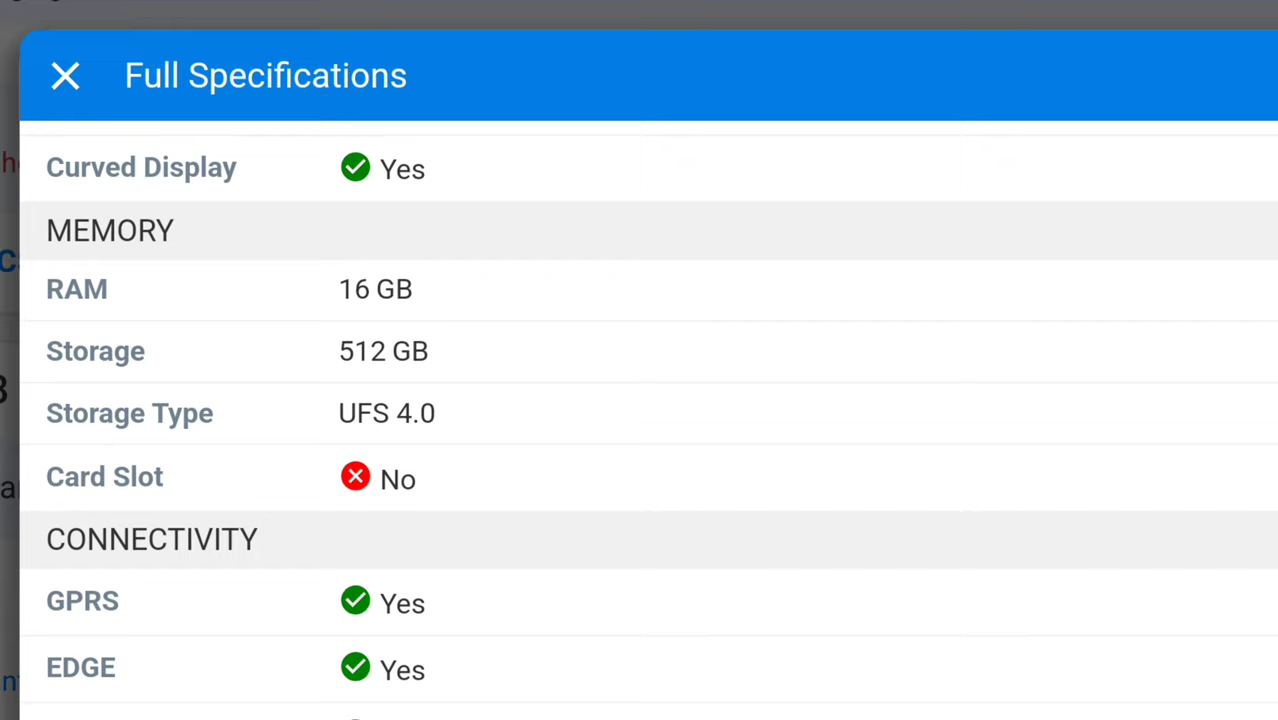 Full Specifications
Curved Display Yes
MEMORY
RAM 16 GB
Storage 512 GB
Storage Type UFS 4.0
Card Slot No
CONNECTIVITY
GPRS Yes
EDGE Yes